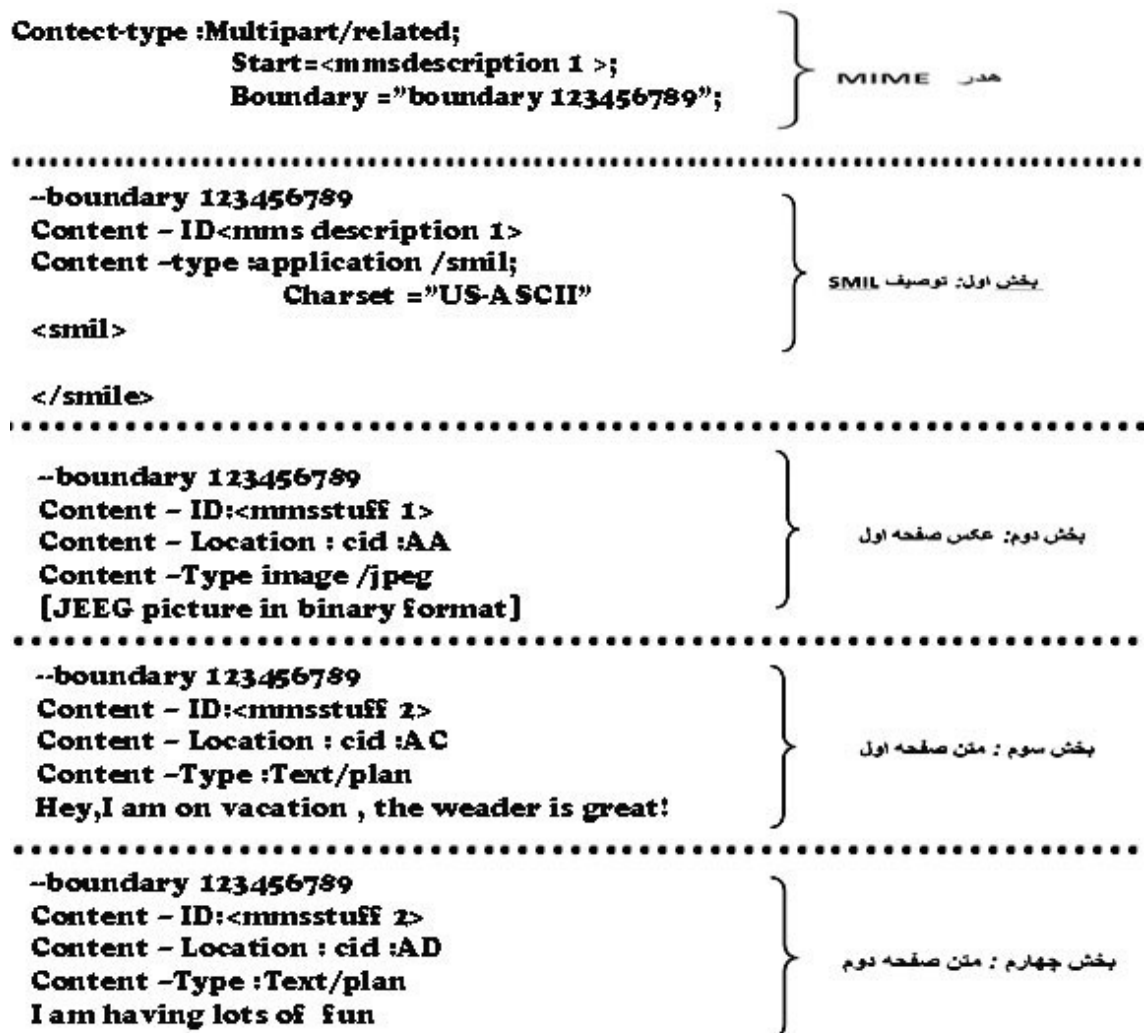 Contect-type :Multipart/related;
Start=<mmsdescription 1 >;
Boundary ="boundary 123456789";
هدر MIME
--boundary 123456789
Content - ID<mms description 1>
Content -type :application /smil;
Charset ="US-ASCII"
<smil>
</smile>
بخش اول: توصیف SMIL
--boundary 123456789
Content - ID:<mmsstuff 1>
Content - Location : cid :AA
Content -Type image /jpeg
[JEEG picture in binary format]
بخش دوم: عکس صفحه اول
--boundary 123456789
Content - ID:<mmsstuff 2>
Content - Location : cid :AC
Content -Type :Text/plan
Hey,I am on vacation , the weader is great!
بخش سوم : متن صفحه اول
--boundary 123456789
Content - ID:<mmsstuff 2>
Content - Location : cid :AD
Content -Type :Text/plan
I am having lots of fun
بخش چهارم : متن صفحه دوم